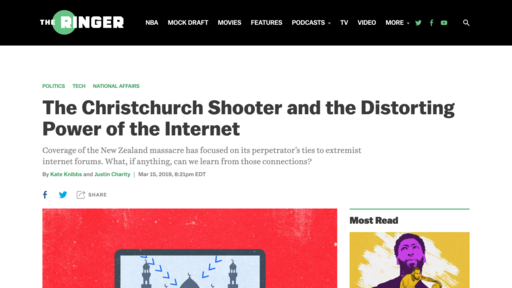 THE RINGER
NBA MOCK DRAFT MOVIES FEATURES PODCASTS TV VIDEO MORE
POLITICS TECH NATIONAL AFFAIRS
The Christchurch Shooter and the Distorting
Power of the Internet
Coverage of the New Zealand massacre has focused on its perpetrator's ties to extremist
internet forums. What, if anything, can we learn from those connections?
By Kate Knibbs and Justin Charity | Mar 15, 2019, 8:21pm EDT
SHARE
Most Read